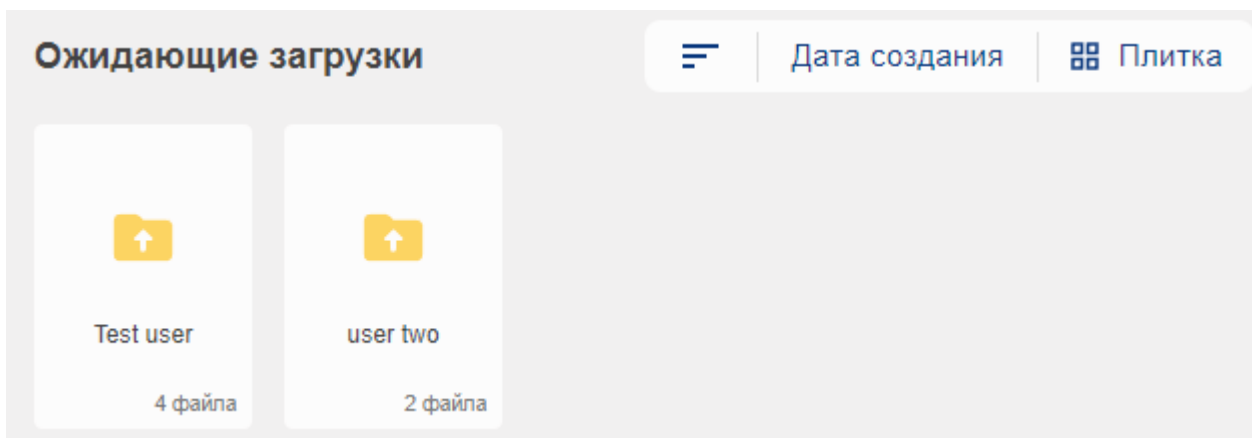 Ожидающие загрузки
Дата создания
Плитка
Test user
4 файла
user two
2 файла